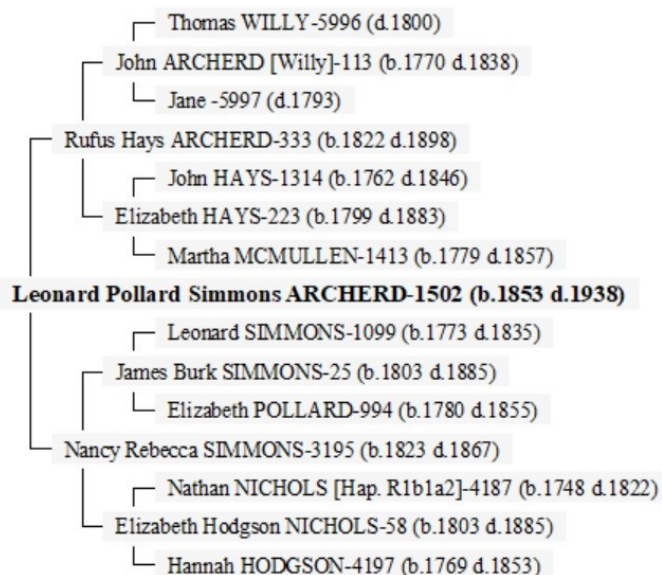 Thomas WILLY-5996 (d.1800)
John ARCHERD [Willy]-113 (b.1770 d.1838)
Jane -5997 (d.1793)
Rufus Hays ARCHERD-333 (b.1822 d.1898)
John HAYS-1314 (b.1762 d.1846)
Elizabeth HAYS-223 (b.1799 d.1883)
Martha MCMULLEN-1413 (b.1779 d.1857)
Leonard Pollard Simmons ARCHERD-1502 (b.1853 d.1938)
Leonard SIMMONS-1099 (b.1773 d.1835)
James Burk SIMMONS-25 (b.1803 d.1885)
Elizabeth POLLARD-994 (b.1780 d.1855)
Nancy Rebecca SIMMONS-3195 (b.1823 d.1867)
Nathan NICHOLS [Hap. R1b1a2]-4187 (b.1748 d.1822)
Elizabeth Hodgson NICHOLS-58 (b.1803 d.1885)
Hannah HODGSON-4197 (b.1769 d.1853)